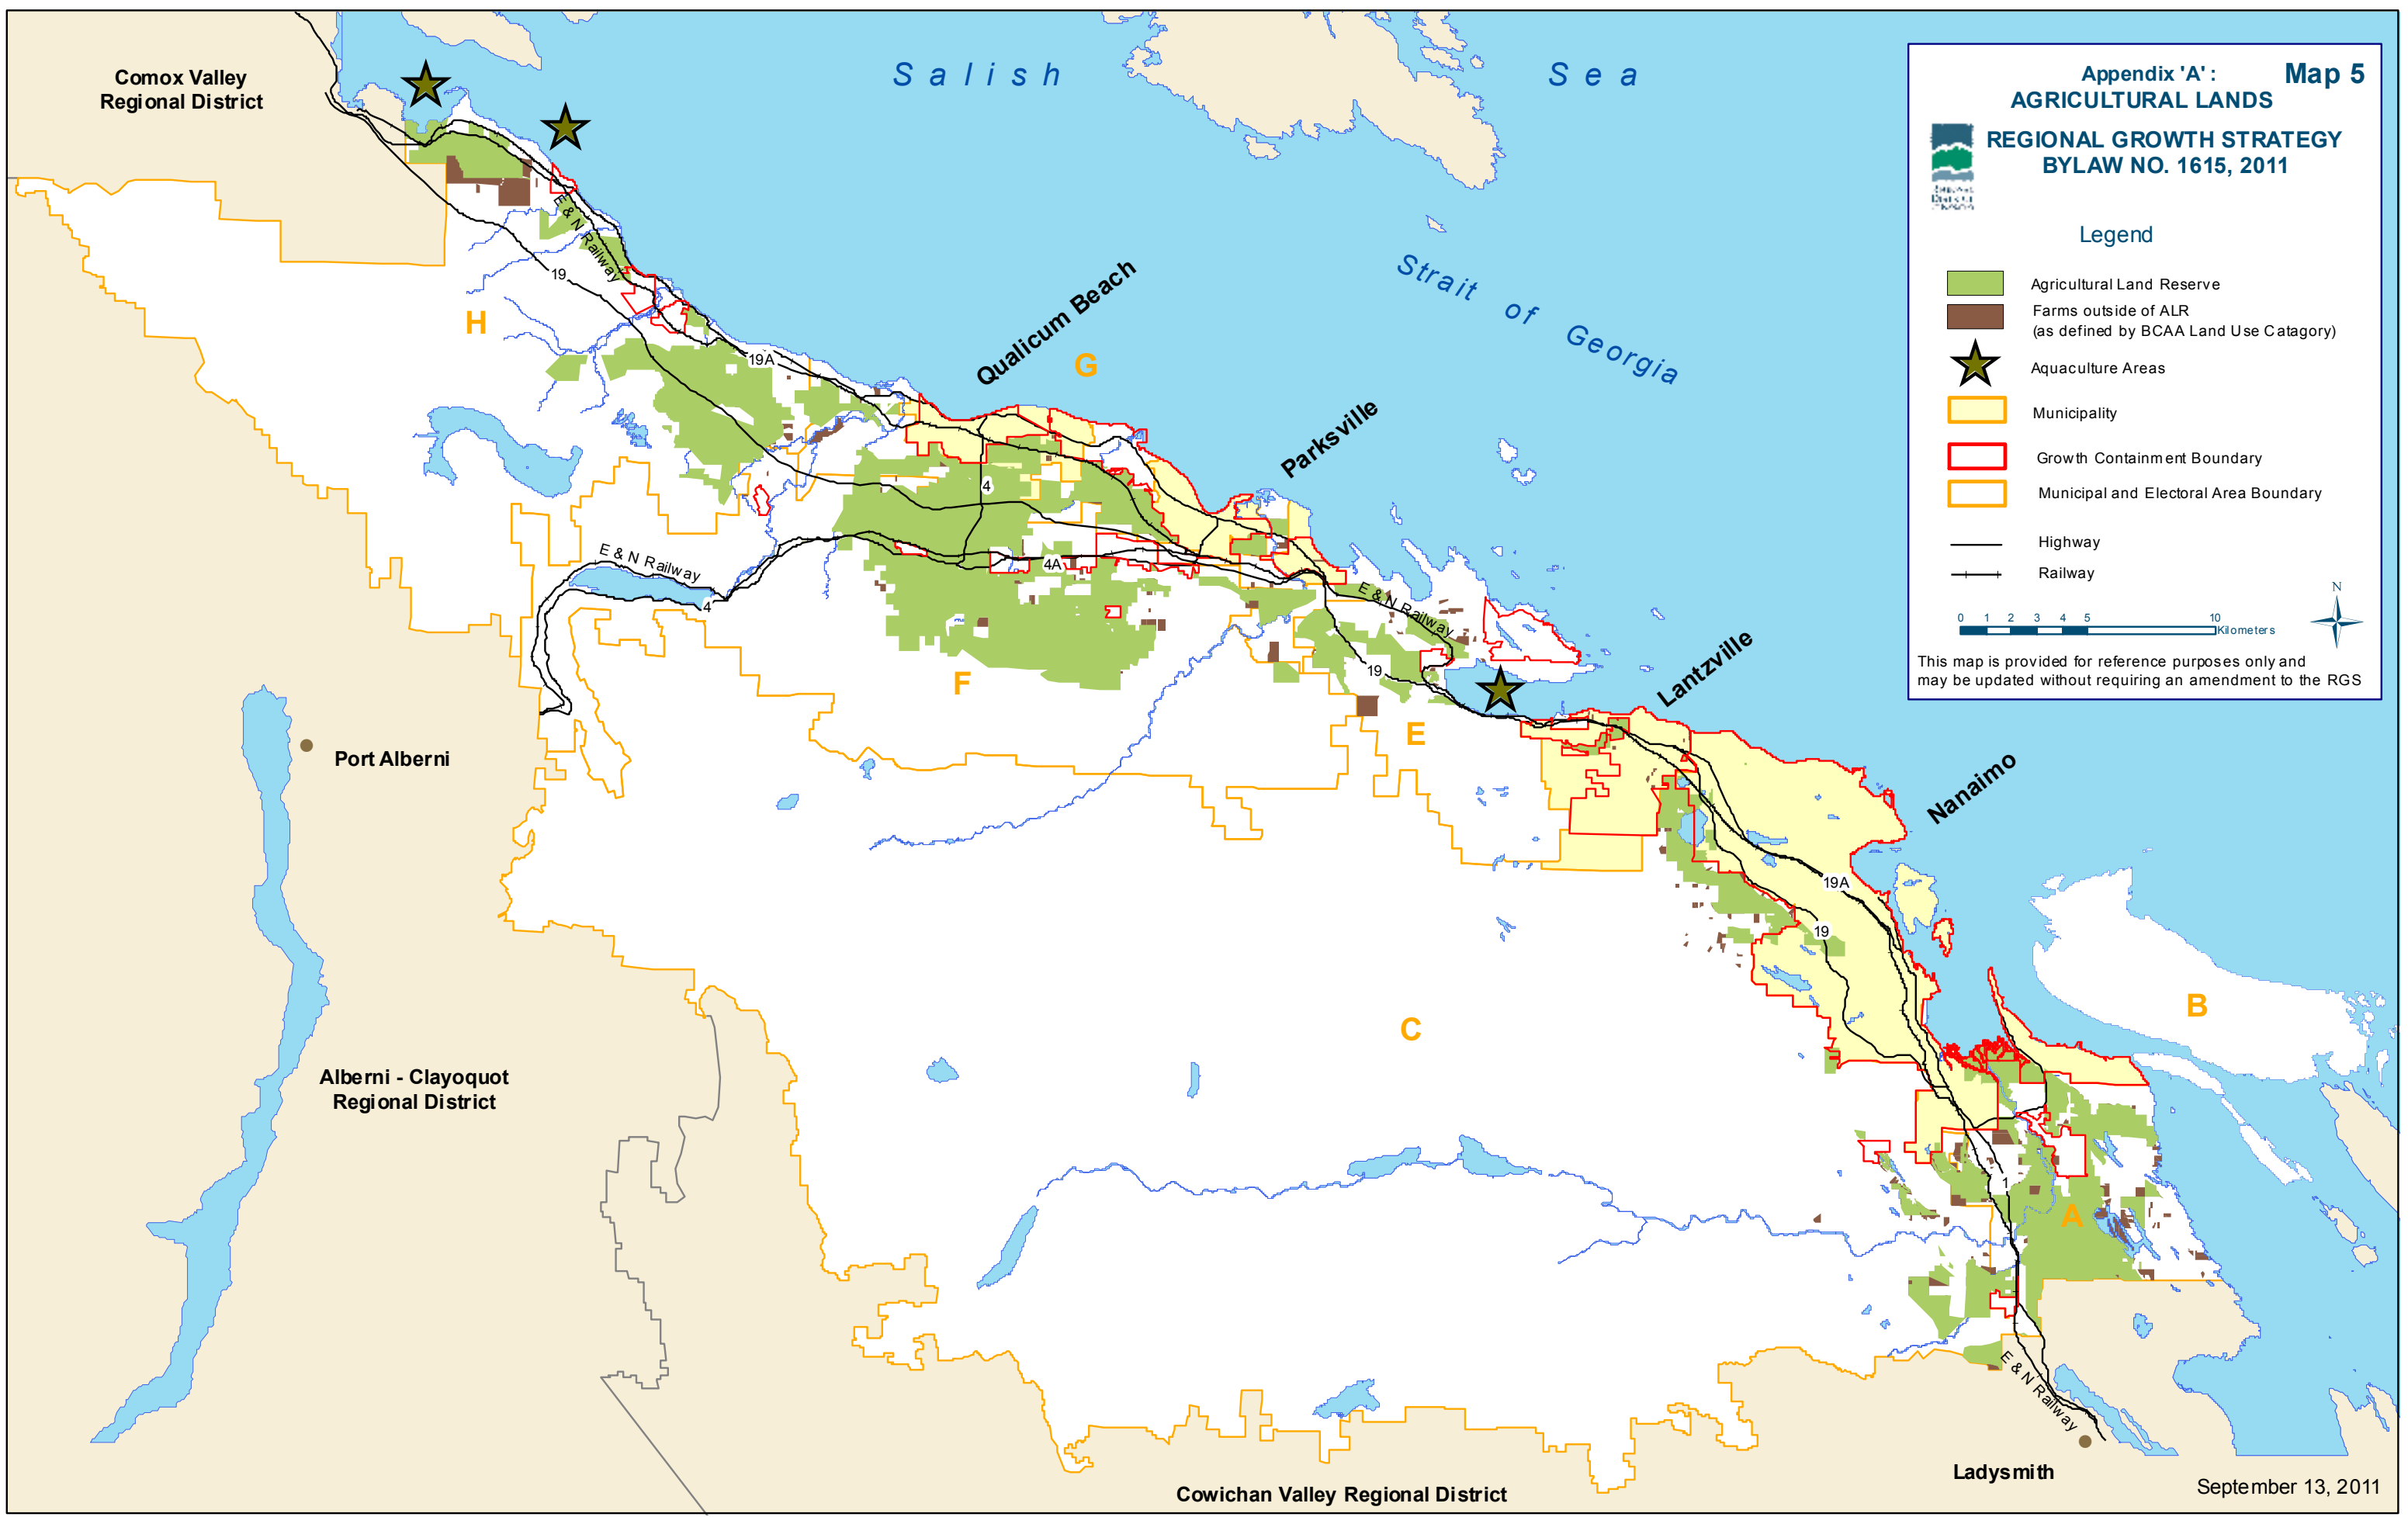 Salish Sea
Comox Valley
Regional District
Appendix 'A' :
Map 5
AGRICULTURAL LANDS
REGIONAL GROWTH STRATEGY
BYLAW NO. 1615, 2011
Legend
Agricultural Land Reserve
Farms outside of ALR
(as defined by BCAA Land Use Catagory)
Aquaculture Areas
Municipality
Growth Containment Boundary
Municipal and Electoral Area Boundary
Highway
Railway
N
0 1 2 3 4 5 10
Kilometers
This map is provided for reference purposes only and
may be updated without requiring an amendment to the RGS
E & N Railway
19
H
Qualicum Beach
G
Strait of Georgia
19A
Parksville
4
E & N Railway
4
4A
E & N Railway
19
F
E
Lantzville
Port Alberni
Nanaimo
19A
19
C
B
Alberni - Clayoquot
Regional District
1
A
E & N Railway
Ladysmith
Cowichan Valley Regional District
September 13, 2011